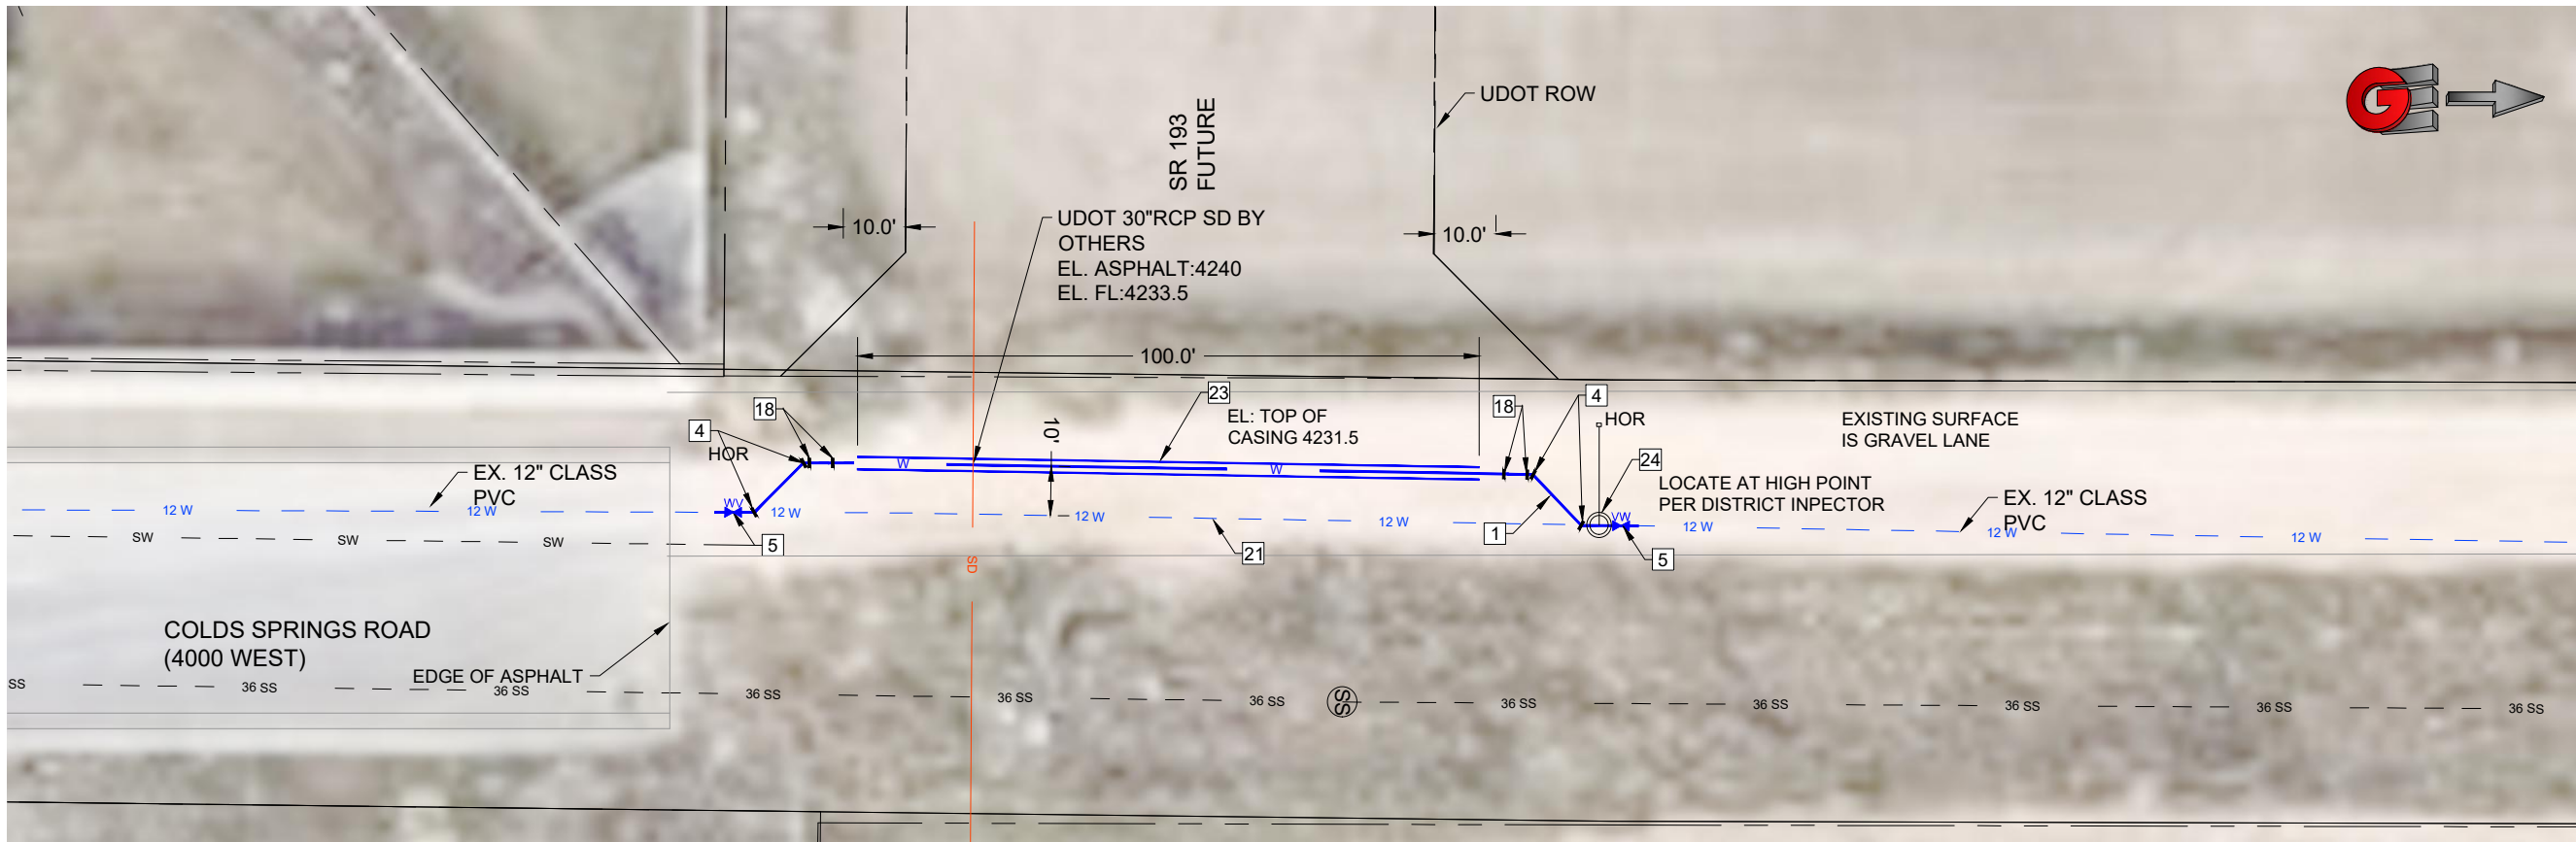 UDOT ROW
G
SR 193
FUTURE
10.0'
UDOT 30"RCP SD BY
OTHERS
EL. ASPHALT:4240
EL. FL:4233.5
10.0'
100.0'
18
4
HOR
23
EL: TOP OF
CASING 4231.5
10'
18
4
HOR
EXISTING SURFACE
IS GRAVEL LANE
EX. 12" CLASS
PVC
W
W
24
LOCATE AT HIGH POINT
PER DISTRICT INPECTOR
EX. 12" CLASS
PVC
12 W
12 W
WV
12 W
12 W
12 W
VW
12 W
12 W
12 W
SW
SW
SW
5
21
1
5
SD
COLDS SPRINGS ROAD
(4000 WEST)
EDGE OF ASPHALT
SS
36 SS
36 SS
36 SS
36 SS
36 SS
SS
36 SS
36 SS
36 SS
36 SS
36 SS